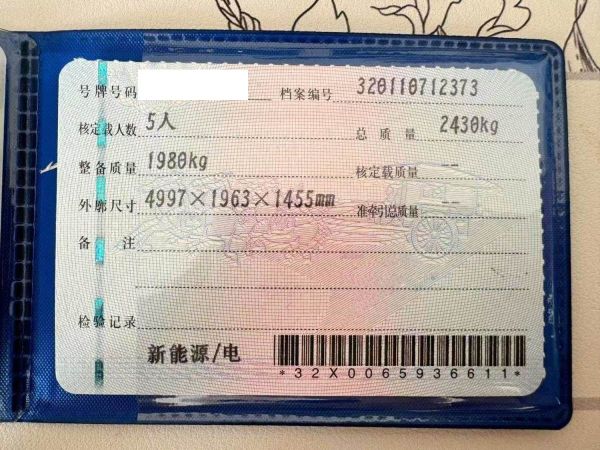 号牌号码 档案编号 320110712373
核定载人数 5人 总质量 2430kg
整备质量 1980kg 核定载质量 --
外廓尺寸 4997×1963×1455mm 准牵引总质量 --
备注
检验记录
新能源/电
*32X0065936611*